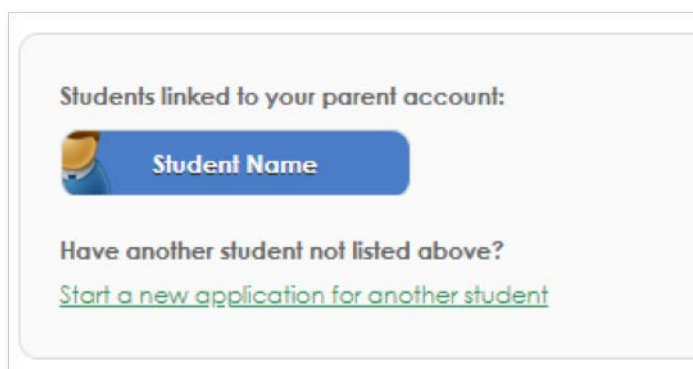 Students linked to your parent account:
Student Name
Have another student not listed above?
Start a new application for another student